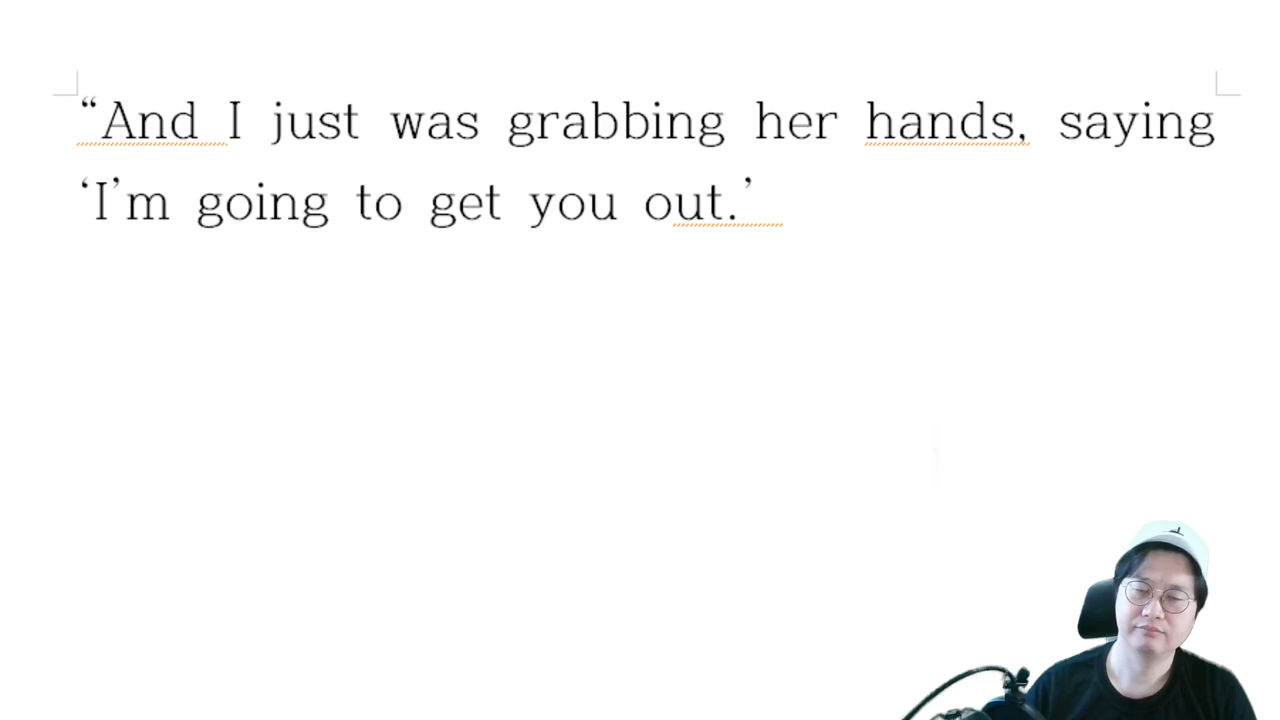 “And I just was grabbing her hands, saying
‘I’m going to get you out.’